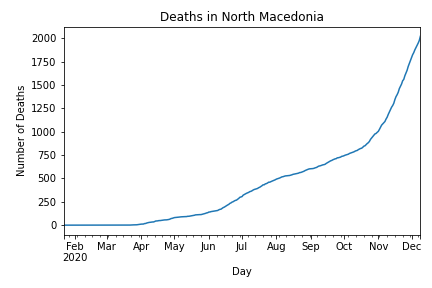 Deaths in North Macedonia
2000
1750
1500
1250
1000
750
500
250
0
Number of Deaths
Feb Mar Apr May Jun Jul Aug Sep Oct Nov Dec
2020
Day